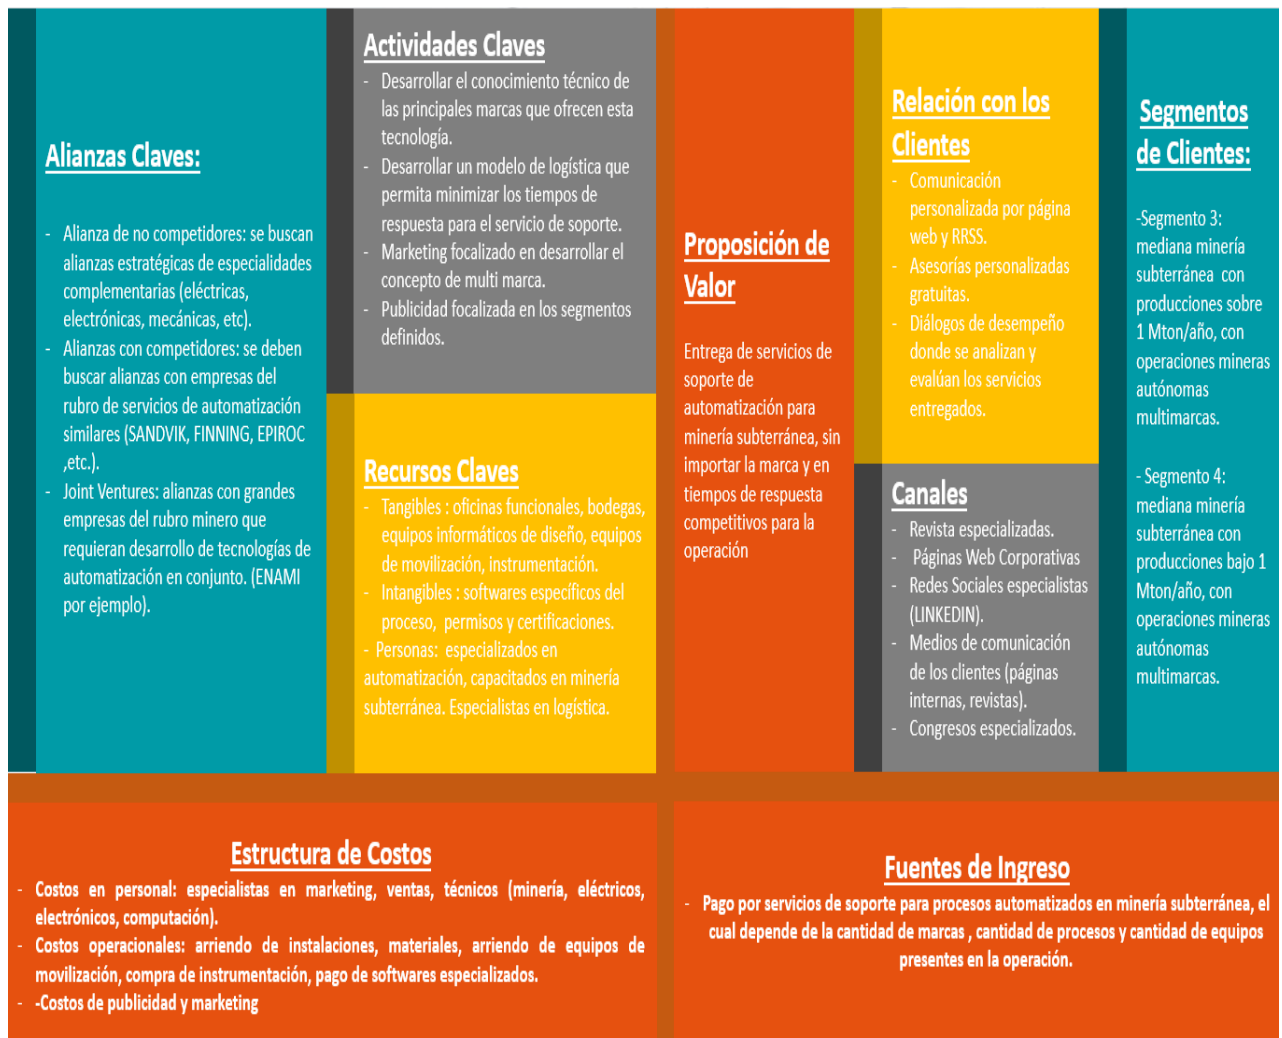 Alianzas Claves:
- Alianza de no competidores: se buscan
alianzas estratégicas de especialidades
complementarias (eléctricas,
electrónicas, mecánicas, etc).
- Alianzas con competidores: se deben
buscar alianzas con empresas del
rubro de servicios de automatización
similares (SANDVIK, FINNING, EPIROC
,etc.).
- Joint Ventures: alianzas con grandes
empresas del rubro minero que
requieran desarrollo de tecnologías de
automatización en conjunto. (ENAMI
por ejemplo).
Actividades Claves
- Desarrollar el conocimiento técnico de
las principales marcas que ofrecen esta
tecnología.
- Desarrollar un modelo de logística que
permita minimizar los tiempos de
respuesta para el servicio de soporte.
- Marketing focalizado en desarrollar el
concepto de multi marca.
- Publicidad focalizada en los segmentos
definidos.
Recursos Claves
- Tangibles : oficinas funcionales, bodegas,
equipos informáticos de diseño, equipos
de movilización, instrumentación.
- Intangibles : softwares específicos del
proceso, permisos y certificaciones.
- Personas: especializados en
automatización, capacitados en minería
subterránea. Especialistas en logística.
Proposición de
Valor
Entrega de servicios de
soporte de
automatización para
minería subterránea, sin
importar la marca y en
tiempos de respuesta
competitivos para la
operación
Relación con los
Clientes
- Comunicación
personalizada por página
web y RRSS.
- Asesorías personalizadas
gratuitas.
- Diálogos de desempeño
donde se analizan y
evalúan los servicios
entregados.
Canales
- Revista especializadas.
- Páginas Web Corporativas
- Redes Sociales especialistas
(LINKEDIN).
- Medios de comunicación
de los clientes (páginas
internas, revistas).
- Congresos especializados.
Segmentos
de Clientes:
-Segmento 3:
mediana minería
subterránea con
producciones sobre
1 Mton/año, con
operaciones mineras
autónomas
multimarcas.
- Segmento 4:
mediana minería
subterránea con
producciones bajo 1
Mton/año, con
operaciones mineras
autónomas
multimarcas.
Estructura de Costos
- Costos en personal: especialistas en marketing, ventas, técnicos (minería, eléctricos,
electrónicos, computación).
- Costos operacionales: arriendo de instalaciones, materiales, arriendo de equipos de
movilización, compra de instrumentación, pago de softwares especializados.
- -Costos de publicidad y marketing
Fuentes de Ingreso
- Pago por servicios de soporte para procesos automatizados en minería subterránea, el
cual depende de la cantidad de marcas , cantidad de procesos y cantidad de equipos
presentes en la operación.